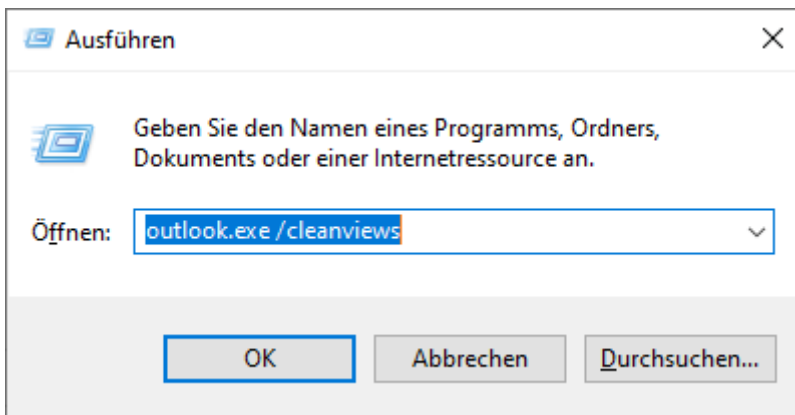 Ausführen
Geben Sie den Namen eines Programms, Ordners,
Dokuments oder einer Internetressource an.
Öffnen: outlook.exe /cleanviews
OK Abbrechen Durchsuchen...